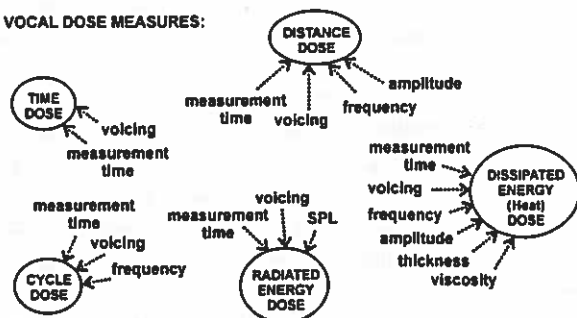 VOCAL DOSE MEASURES:
DISTANCE
DOSE
amplitude
measurement
time
voicing
frequency
TIME
DOSE
voicing
measurement
time
measurement
time
voicing
frequency
amplitude
thickness
viscosity
DISSIPATED
ENERGY
(Heat)
DOSE
measurement
time
voicing
frequency
CYCLE
DOSE
voicing
measurement
time
SPL
RADIATED
ENERGY
DOSE